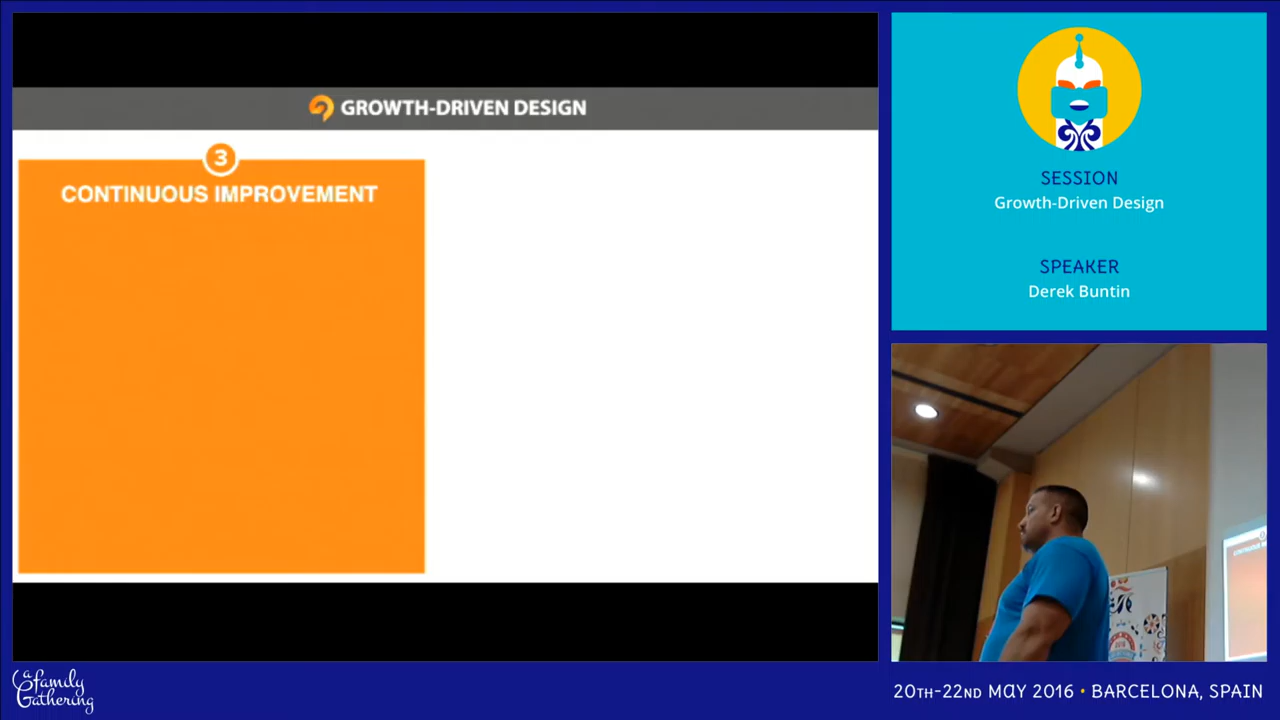 GROWTH-DRIVEN DESIGN
3
CONTINUOUS IMPROVEMENT
SESSION
Growth-Driven Design
SPEAKER
Derek Buntin
a family
Gathering
20TH-22ND MAY 2016 • BARCELONA, SPAIN